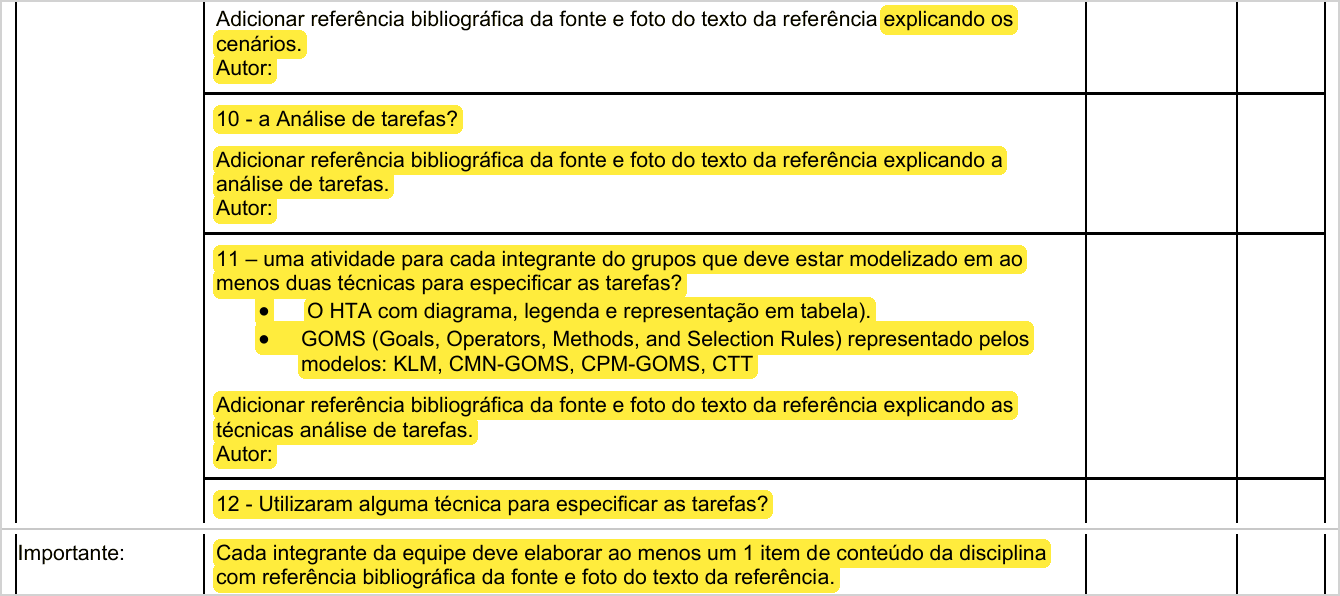 Adicionar referência bibliográfica da fonte e foto do texto da referência explicando os
cenários.
Autor:
10 - a Análise de tarefas?
Adicionar referência bibliográfica da fonte e foto do texto da referência explicando a
análise de tarefas.
Autor:
11 – uma atividade para cada integrante do grupos que deve estar modelizado em ao
menos duas técnicas para especificar as tarefas?
● O HTA com diagrama, legenda e representação em tabela).
● GOMS (Goals, Operators, Methods, and Selection Rules) representado pelos
modelos: KLM, CMN-GOMS, CPM-GOMS, CTT
Adicionar referência bibliográfica da fonte e foto do texto da referência explicando as
técnicas análise de tarefas.
Autor:
12 - Utilizaram alguma técnica para especificar as tarefas?
Importante:
Cada integrante da equipe deve elaborar ao menos um 1 item de conteúdo da disciplina
com referência bibliográfica da fonte e foto do texto da referência.